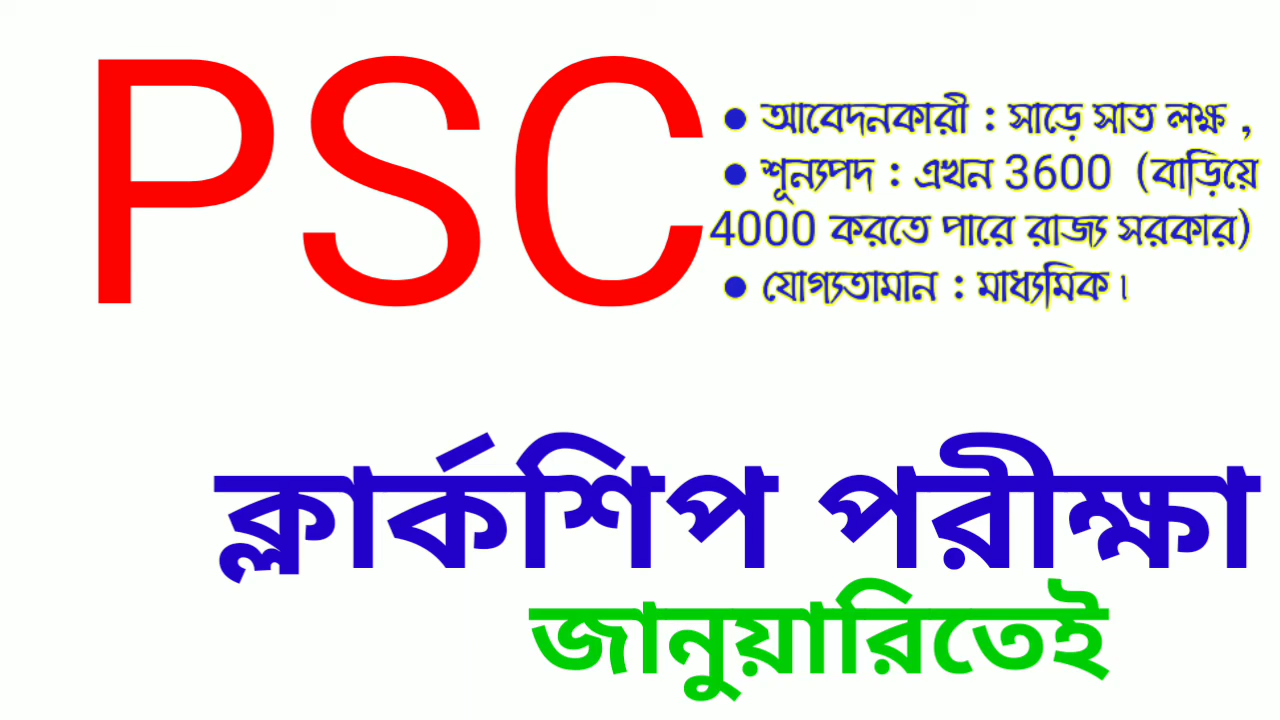 PSC
• আবেদনকারী : সাড়ে সাত লক্ষ ,
• শূন্যপদ : এখন 3600 (বাড়িয়ে
4000 করতে পারে রাজ্য সরকার)
• যোগ্যতামান : মাধ্যমিক।
ক্লার্কশিপ পরীক্ষা
জানুয়ারিতেই